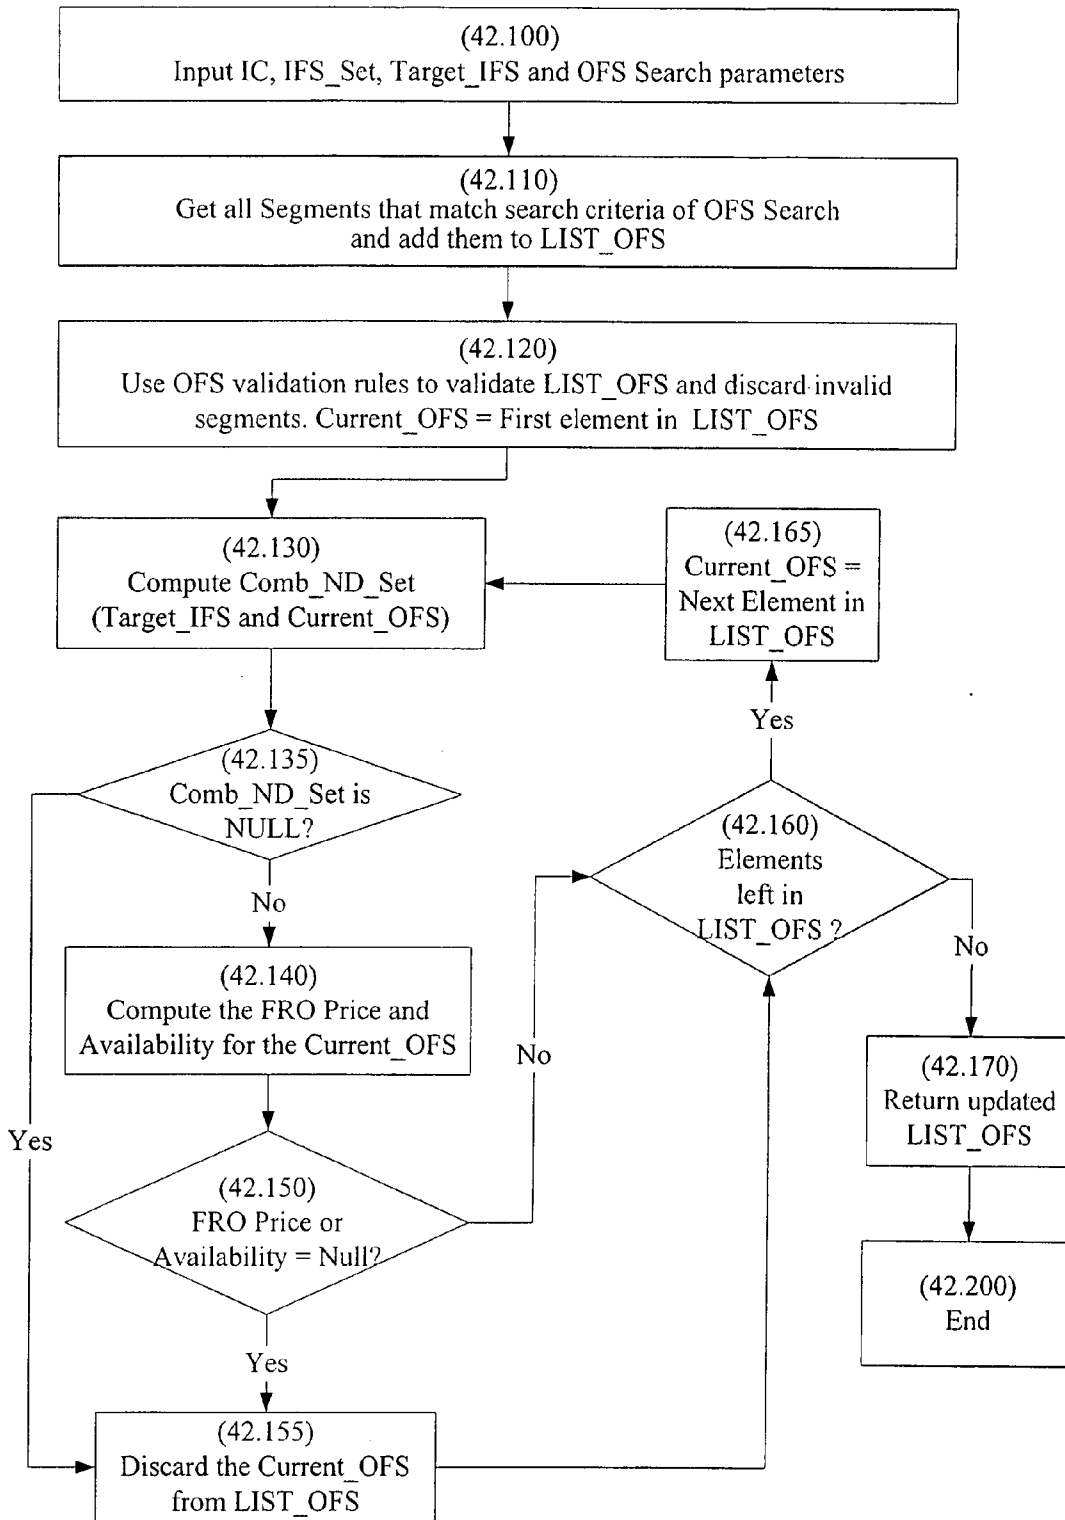 (42.100)
Input IC, IFS_Set, Target_IFS and OFS Search parameters
(42.110)
Get all Segments that match search criteria of OFS Search
and add them to LIST_OFS
(42.120)
Use OFS validation rules to validate LIST_OFS and discard invalid
segments. Current_OFS = First element in LIST_OFS
(42.130)
Compute Comb_ND_Set
(Target_IFS and Current_OFS)
(42.165)
Current_OFS =
Next Element in
LIST_OFS
Yes
(42.135)
Comb_ND_Set is
NULL?
(42.160)
Elements
left in
LIST_OFS ?
No
No
(42.140)
Compute the FRO Price and
Availability for the Current_OFS
No
(42.170)
Return updated
LIST_OFS
Yes
(42.150)
FRO Price or
Availability = Null?
(42.200)
End
Yes
(42.155)
Discard the Current_OFS
from LIST_OFS